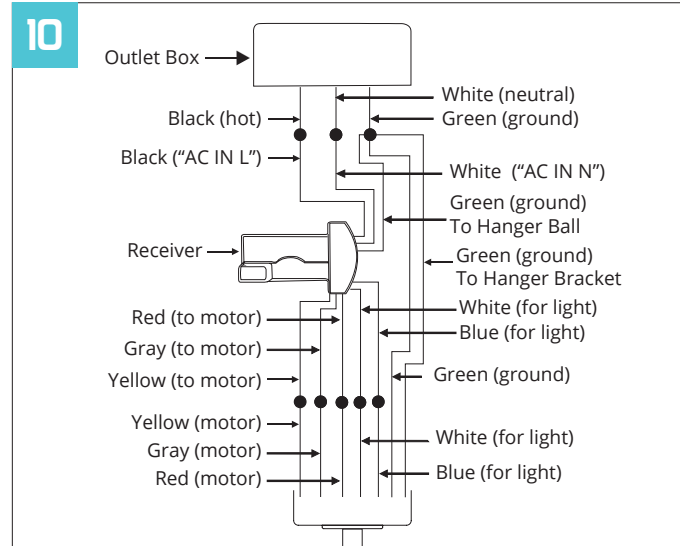 10
Outlet Box
White (neutral)
Black (hot)
Green (ground)
Black (“AC IN L”)
White (“AC IN N”)
Green (ground)
To Hanger Ball
Receiver
Green (ground)
To Hanger Bracket
White (for light)
Red (to motor)
Blue (for light)
Gray (to motor)
Yellow (to motor)
Green (ground)
Yellow (motor)
White (for light)
Gray (motor)
Blue (for light)
Red (motor)